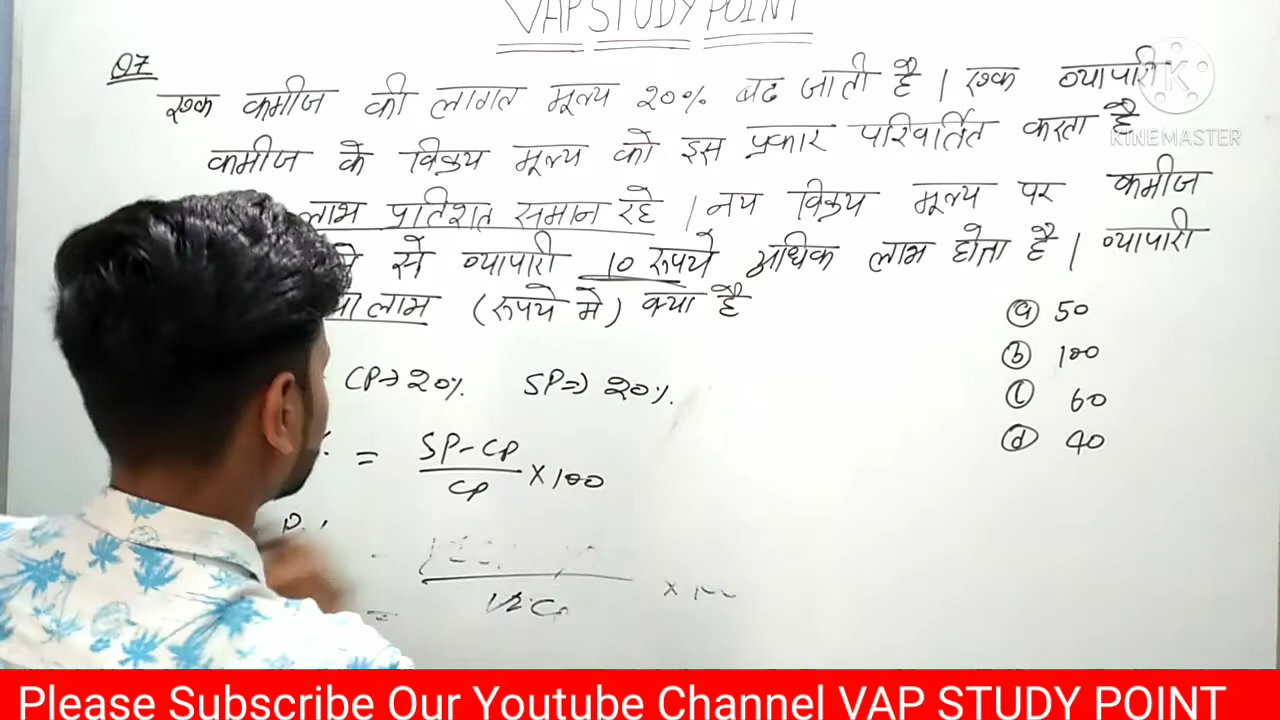 VAP STUDY POINT
Q7
एक कमीज की लागत मूल्य 20% बढ जाती है | एक व्यापारी
कमीज के विक्रय मूल्य को इस प्रकार परिवर्तित करता है
लाभ प्रतिशत समान रहे | नय विक्रय मूल्य पर कमीज
से व्यापारी 10 रूपये अधिक लाभ होता है | व्यापारी
लाभ (रूपये मे) क्या है
ⓐ 50
ⓑ 100
ⓒ 60
ⓓ 40
CP⇒20%. SP⇒20%.
= SP-CP/CP × 100
KINEMASTER
Please Subscribe Our Youtube Channel VAP STUDY POINT